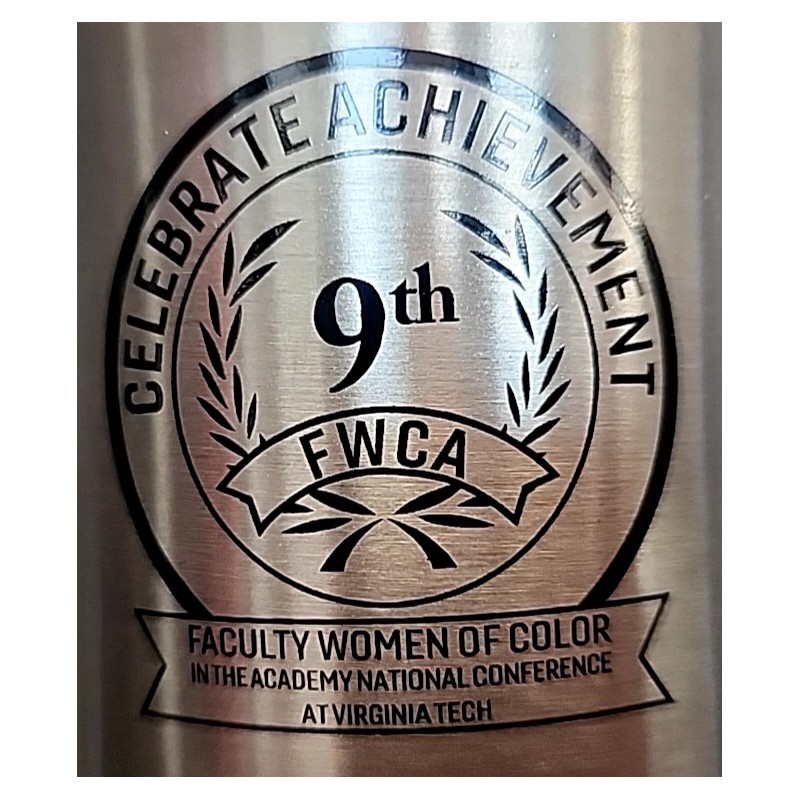 CELEBRATE ACHIEVEMENT
9th
FWCA
FACULTY WOMEN OF COLOR
IN THE ACADEMY NATIONAL CONFERENCE
AT VIRGINIA TECH